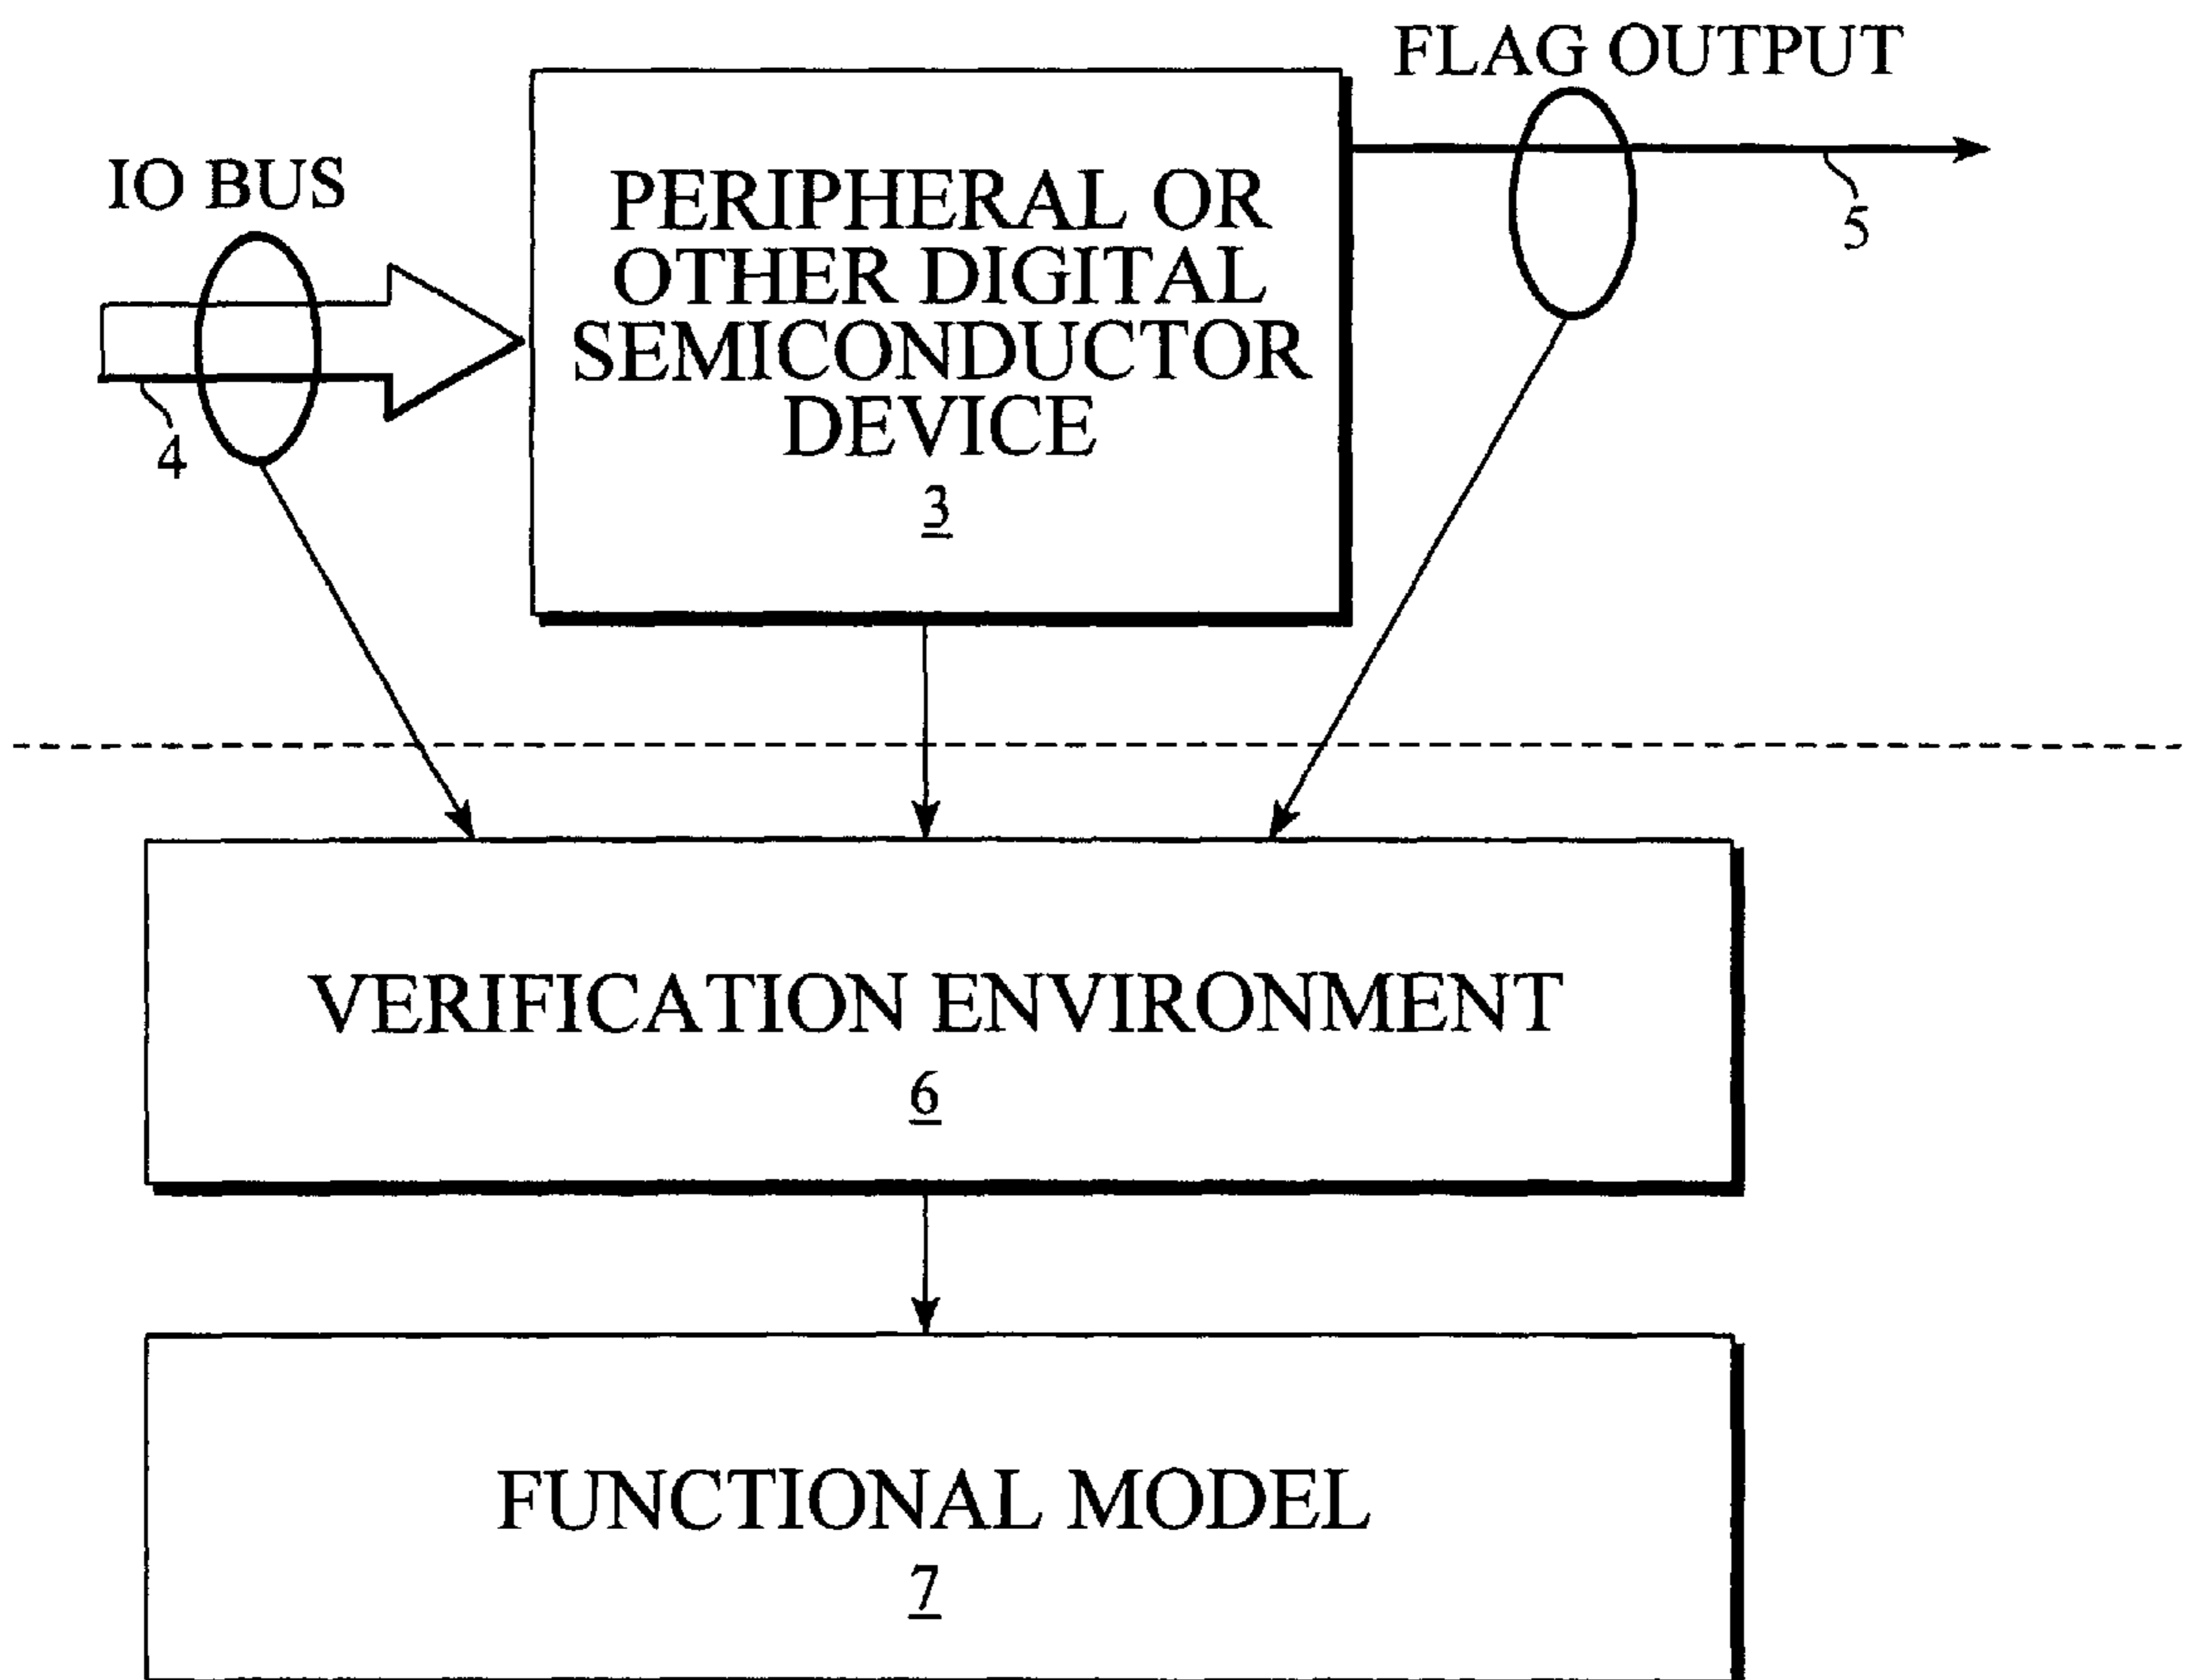 FLAG OUTPUT
IO BUS
PERIPHERAL OR
OTHER DIGITAL
SEMICONDUCTOR
DEVICE
3
4
5
VERIFICATION ENVIRONMENT
6
FUNCTIONAL MODEL
7